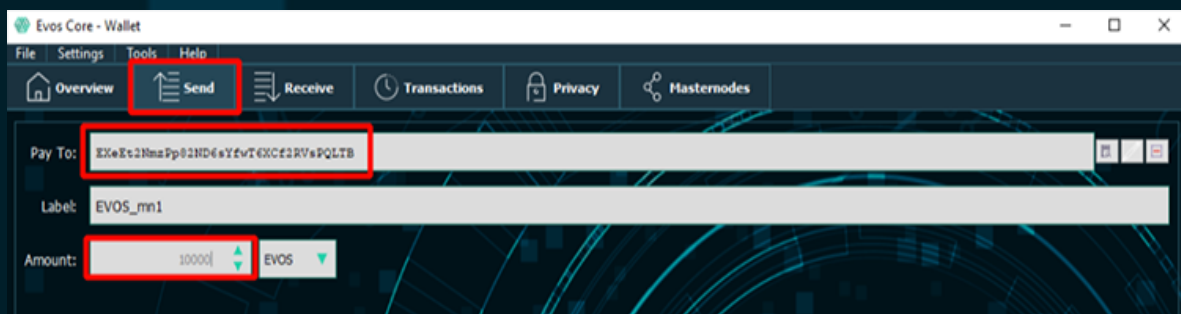 Evos Core - Wallet
File Settings Tools Help
Overview Send Receive Transactions Privacy Masternodes
Pay To: EXeEt2NmzPp82ND6sYfwT6XCf2RVsPQLTB
Label: EVOS_mn1
Amount: 10000 EVOS